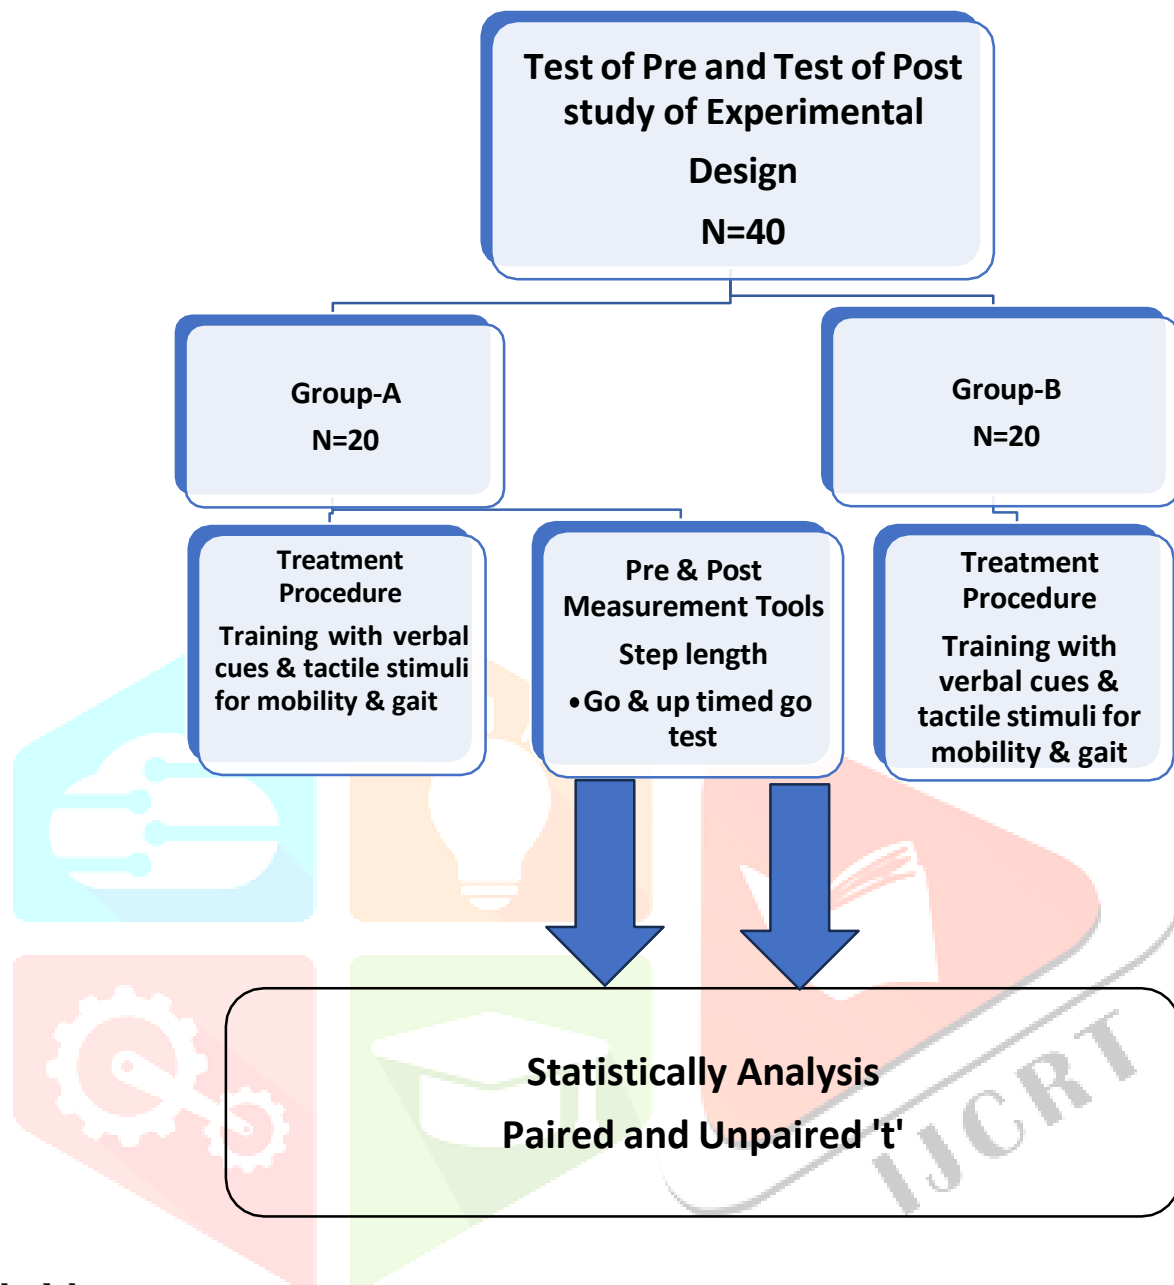 Test of Pre and Test of Post
study of Experimental
Design
N=40
Group-A
N=20
Group-B
N=20
Treatment
Procedure
Training with verbal
cues & tactile stimuli
for mobility & gait
Pre & Post
Measurement Tools
Step length
•Go & up timed go
test
Treatment
Procedure
Training with
verbal cues &
tactile stimuli for
mobility & gait
Statistically Analysis
Paired and Unpaired 't'
IJCRT